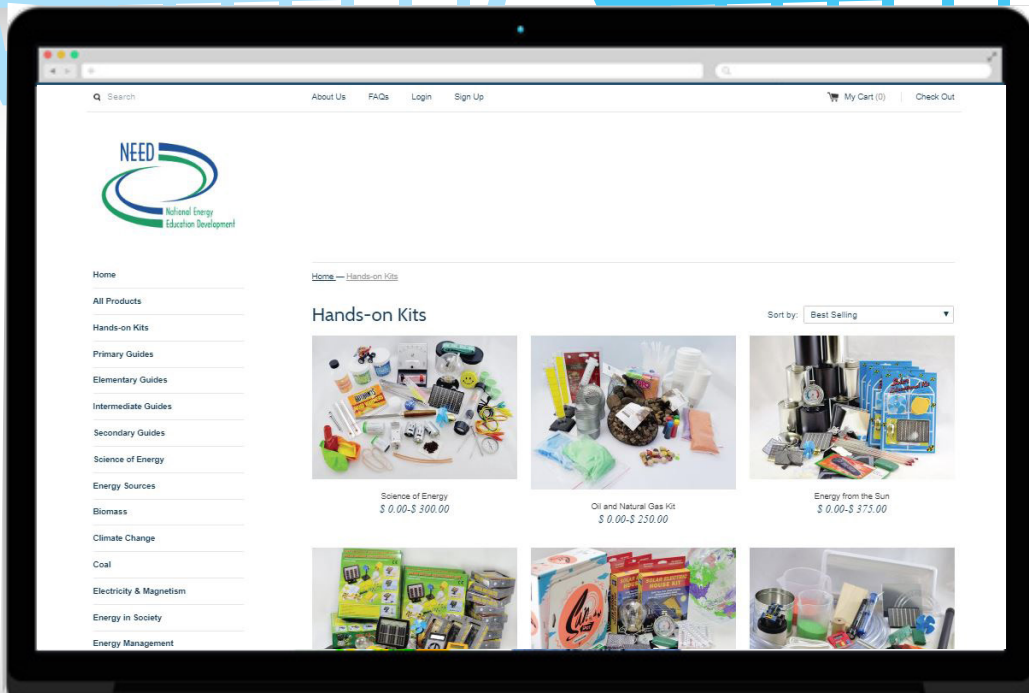 Search
About Us FAQs Login Sign Up
My Cart (0) Check Out
NEED
National Energy
Education Development
Home
All Products
Hands-on Kits
Primary Guides
Elementary Guides
Intermediate Guides
Secondary Guides
Science of Energy
Energy Sources
Biomass
Climate Change
Coal
Electricity & Magnetism
Energy in Society
Energy Management
Home — Hands-on Kits
Hands-on Kits
Sort by: Best Selling
Science of Energy
$ 0.00-$ 300.00
Oil and Natural Gas Kit
$ 0.00-$ 250.00
Energy from the Sun
$ 0.00-$ 375.00
SOLAR ELECTRIC
HOUSE KIT